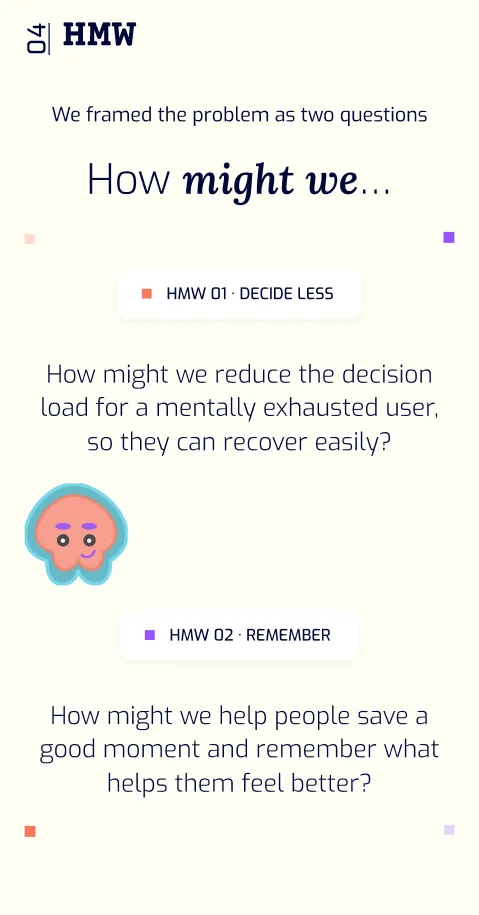 04
HMW
We framed the problem as two questions
How might we...
HMW 01 · DECIDE LESS
How might we reduce the decision
load for a mentally exhausted user,
so they can recover easily?
HMW 02 · REMEMBER
How might we help people save a
good moment and remember what
helps them feel better?